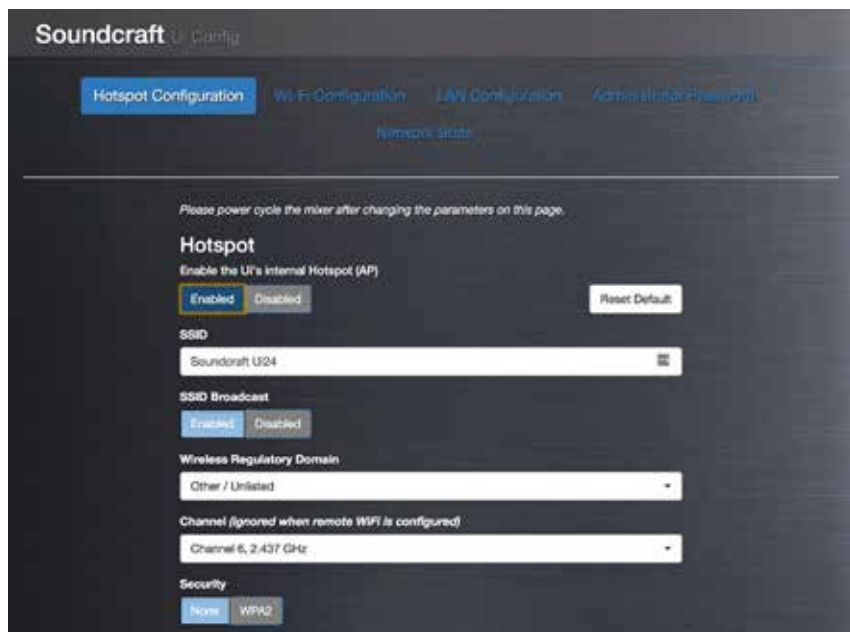 Soundcraft Ui Config
Hotspot Configuration Wi-Fi Configuration LAN Configuration Administrator Password
Network State
Please power cycle the mixer after changing the parameters on this page.
Hotspot
Enable the Ui's internal Hotspot (AP)
Enabled Disabled Reset Default
SSID
Soundcraft Ui24
SSID Broadcast
Enabled Disabled
Wireless Regulatory Domain
Other / Unlisted
Channel (ignored when remote WiFi is configured)
Channel 6, 2.437 GHz
Security
None WPA2